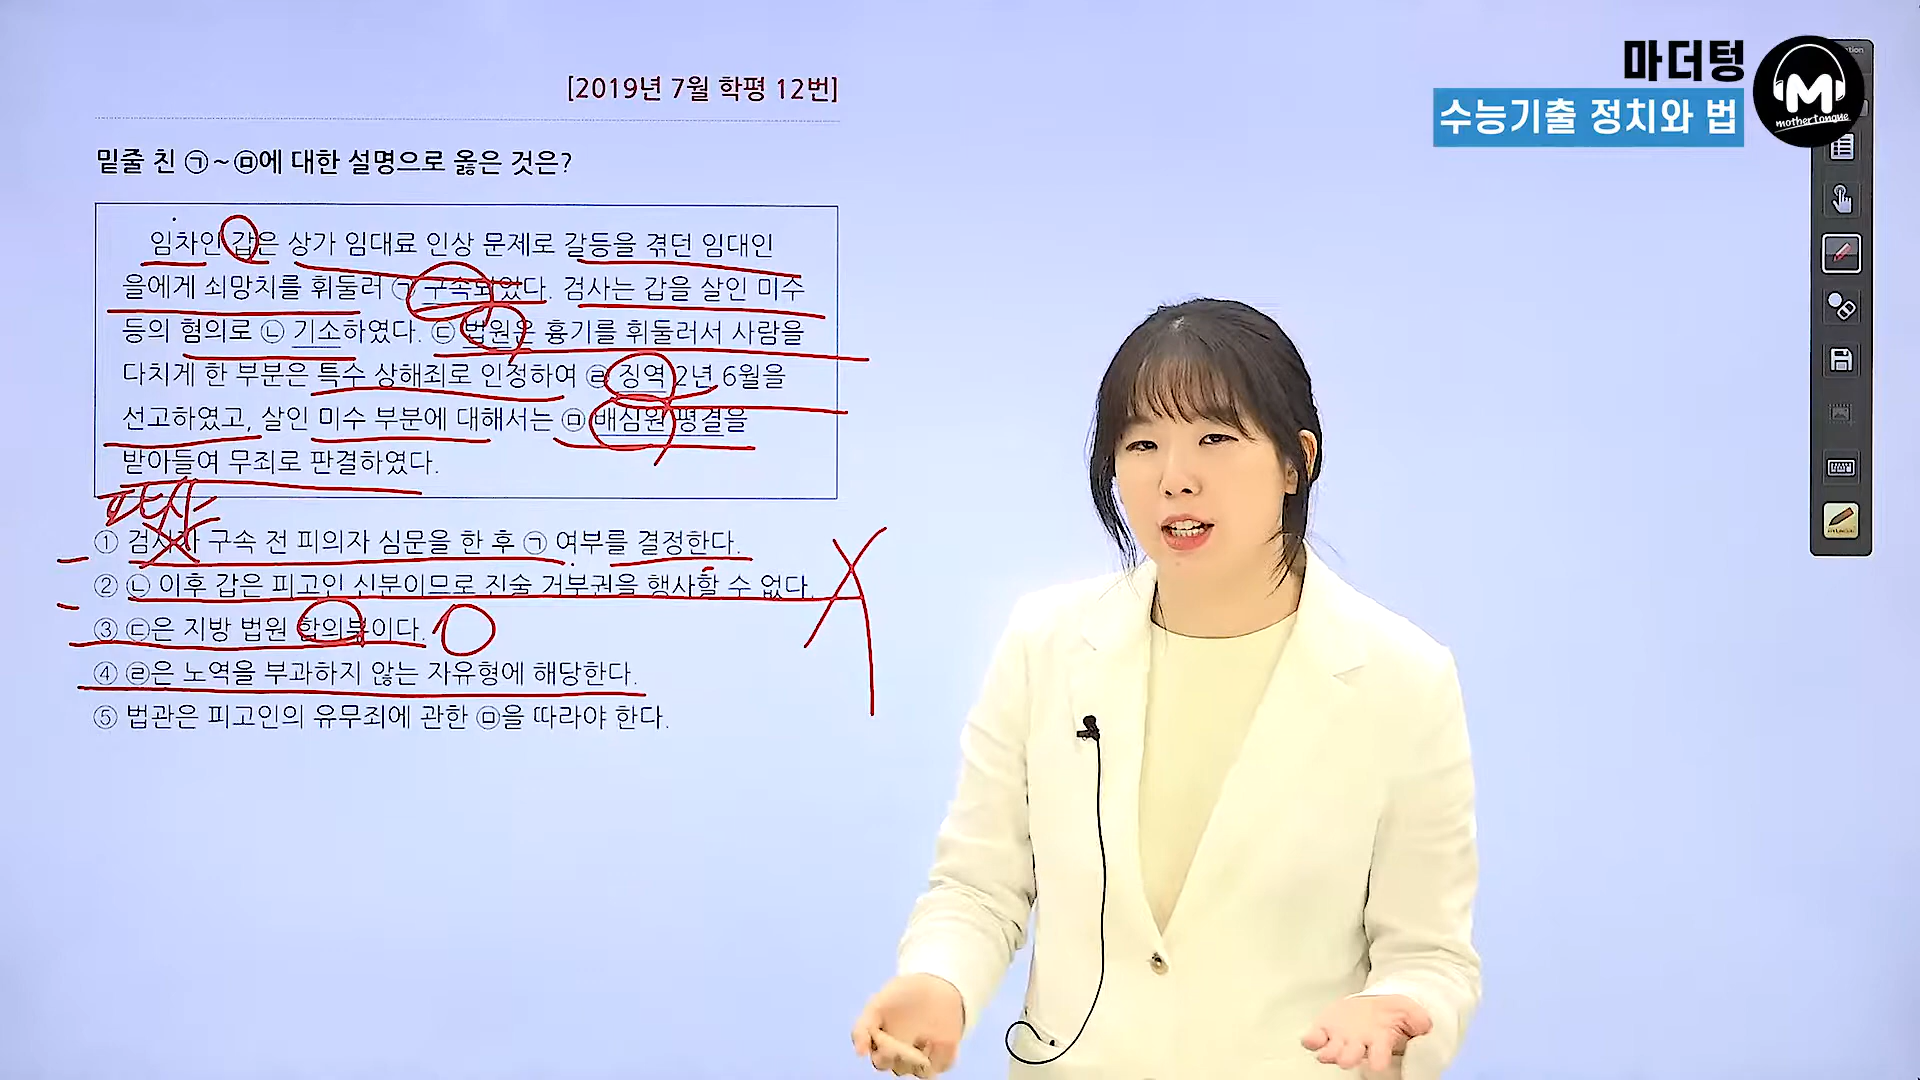 [2019년 7월 학평 12번]
마더텅
수능기출 정치와 법
mothertongue
밑줄 친 ㉠~㉤에 대한 설명으로 옳은 것은?
임차인 갑은 상가 임대료 인상 문제로 갈등을 겪던 임대인
을에게 쇠망치를 휘둘러 ㉠ 구속되었다. 검사는 갑을 살인 미수
등의 혐의로 ㉡ 기소하였다. ㉢ 법원은 흉기를 휘둘러서 사람을
다치게 한 부분은 특수 상해죄로 인정하여 ㉣ 징역 2년 6월을
선고하였고, 살인 미수 부분에 대해서는 ㉤ 배심원 평결을
받아들여 무죄로 판결하였다.
판사
① 검사가 구속 전 피의자 심문을 한 후 ㉠ 여부를 결정한다.
② ㉡ 이후 갑은 피고인 신분이므로 진술 거부권을 행사할 수 없다.
③ ㉢은 지방 법원 합의부이다.
④ ㉣은 노역을 부과하지 않는 자유형에 해당한다.
⑤ 법관은 피고인의 유무죄에 관한 ㉤을 따라야 한다.